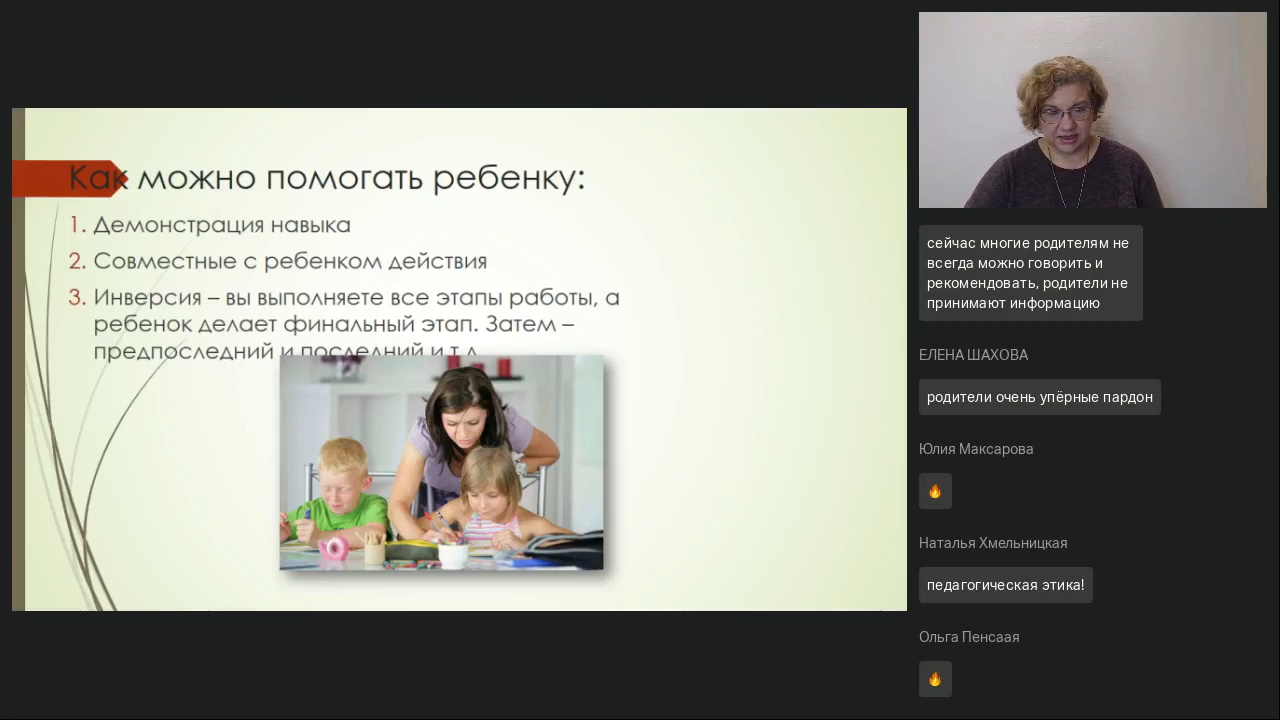 Как можно помогать ребенку:
1. Демонстрация навыка
2. Совместные с ребенком действия
3. Инверсия – вы выполняете все этапы работы, а
ребенок делает финальный этап. Затем –
предпоследний и последний и т.д
сейчас многие родителям не
всегда можно говорить и
рекомендовать, родители не
принимают информацию
ЕЛЕНА ШАХОВА
родители очень упёрные пардон
Юлия Максарова
🔥
Наталья Хмельницкая
педагогическая этика!
Ольга Пенсаая
🔥